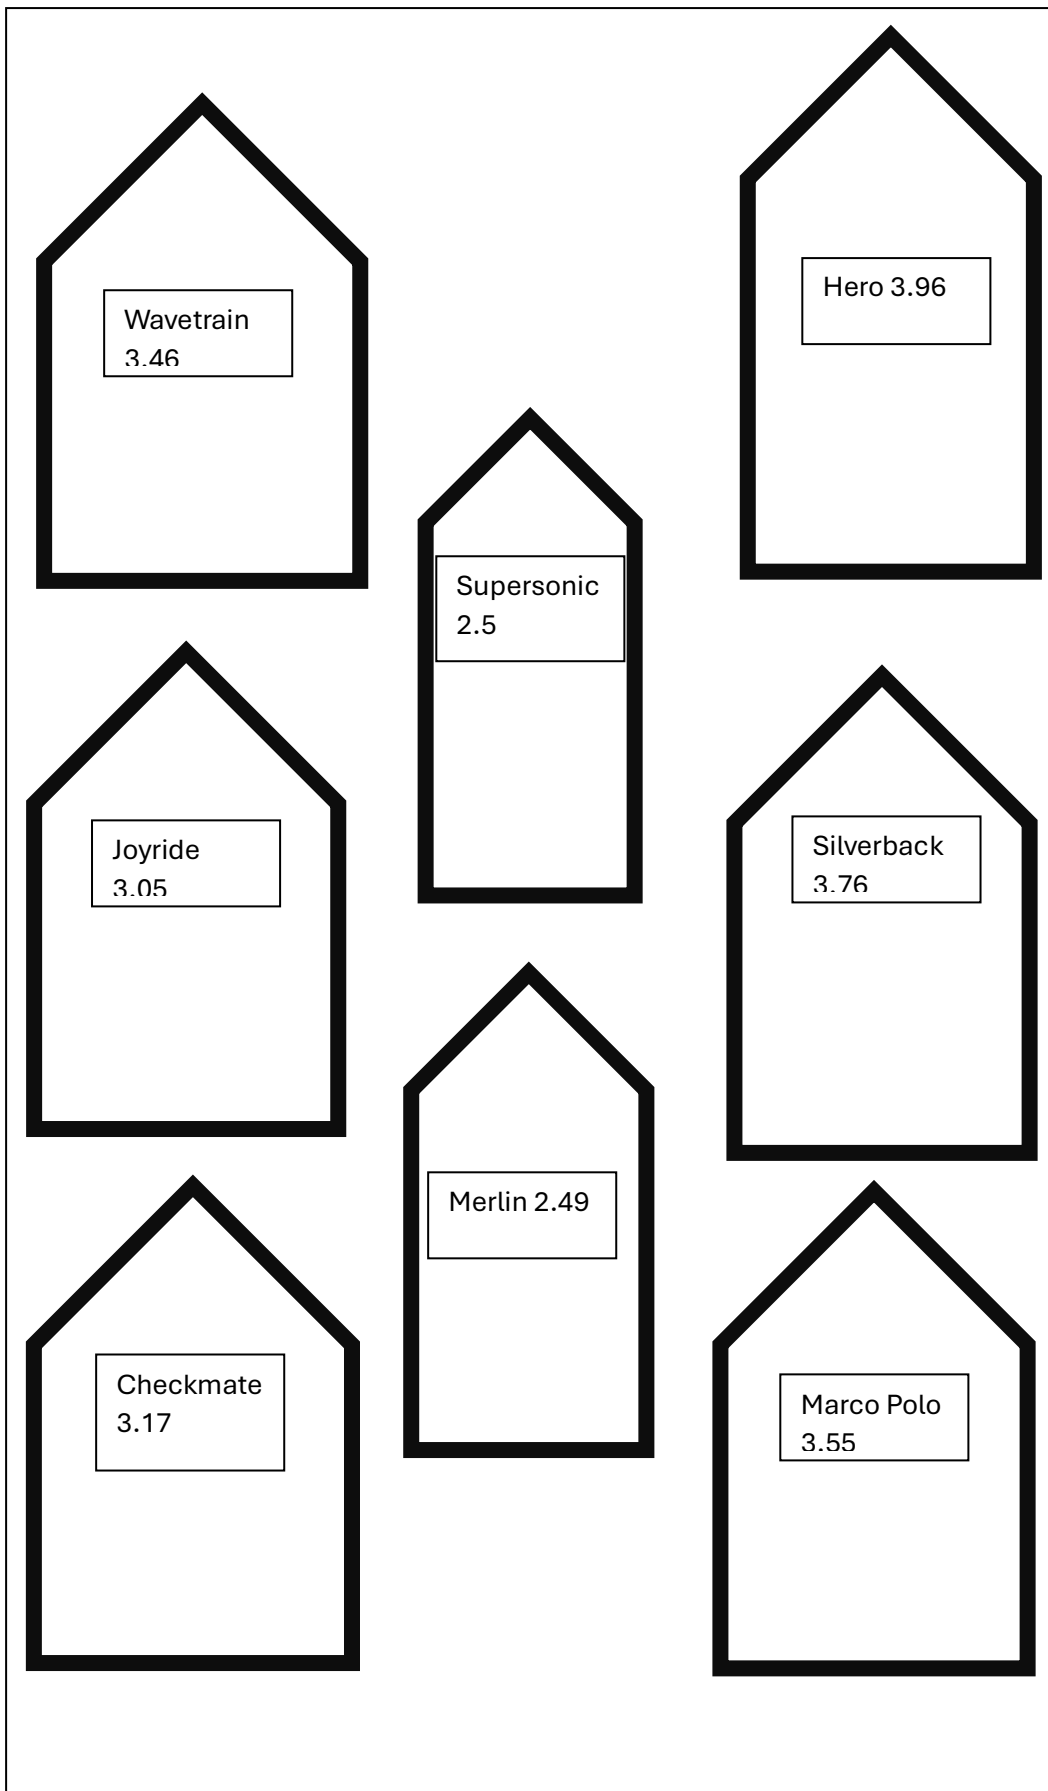 Wavetrain
3.46
Hero 3.96
Supersonic
2.5
Joyride
3.05
Silverback
3.76
Merlin 2.49
Checkmate
3.17
Marco Polo
3.55